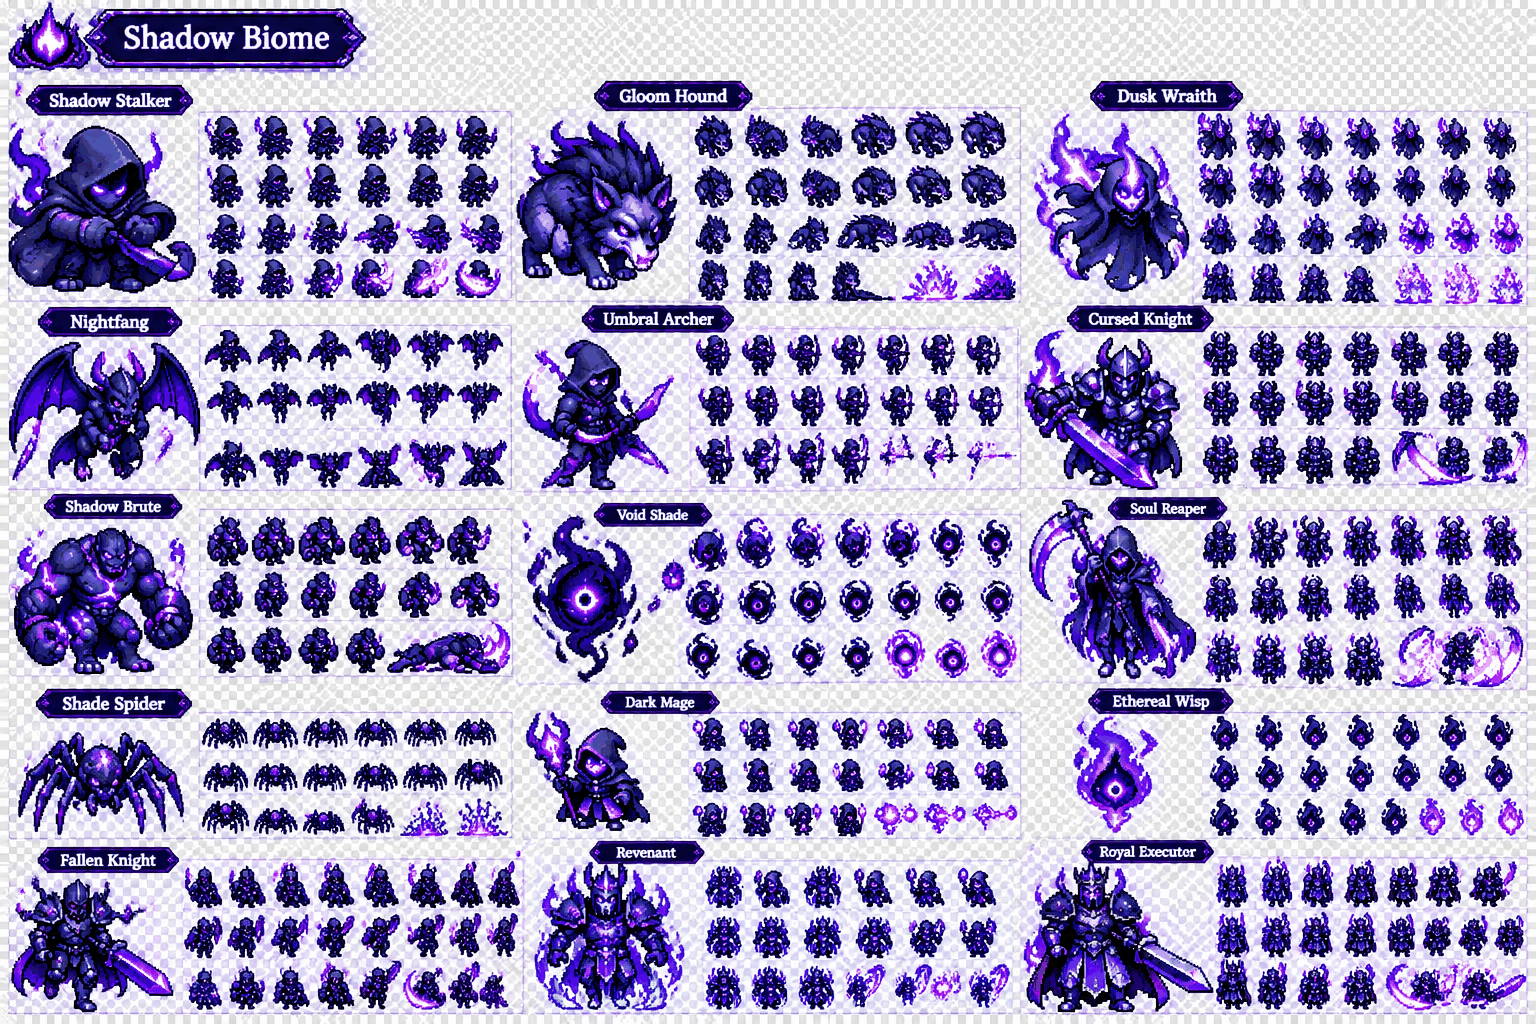 Shadow Biome
Shadow Stalker
Gloom Hound
Dusk Wraith
Nightfang
Umbral Archer
Cursed Knight
Shadow Brute
Void Shade
Soul Reaper
Shade Spider
Dark Mage
Ethereal Wisp
Fallen Knight
Revenant
Royal Executor